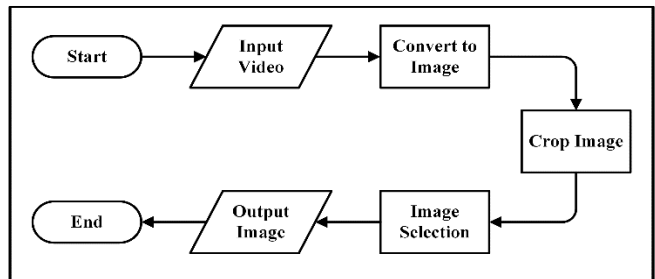 Start
Input
Video
Convert to
Image
Crop Image
Image
Selection
Output
Image
End